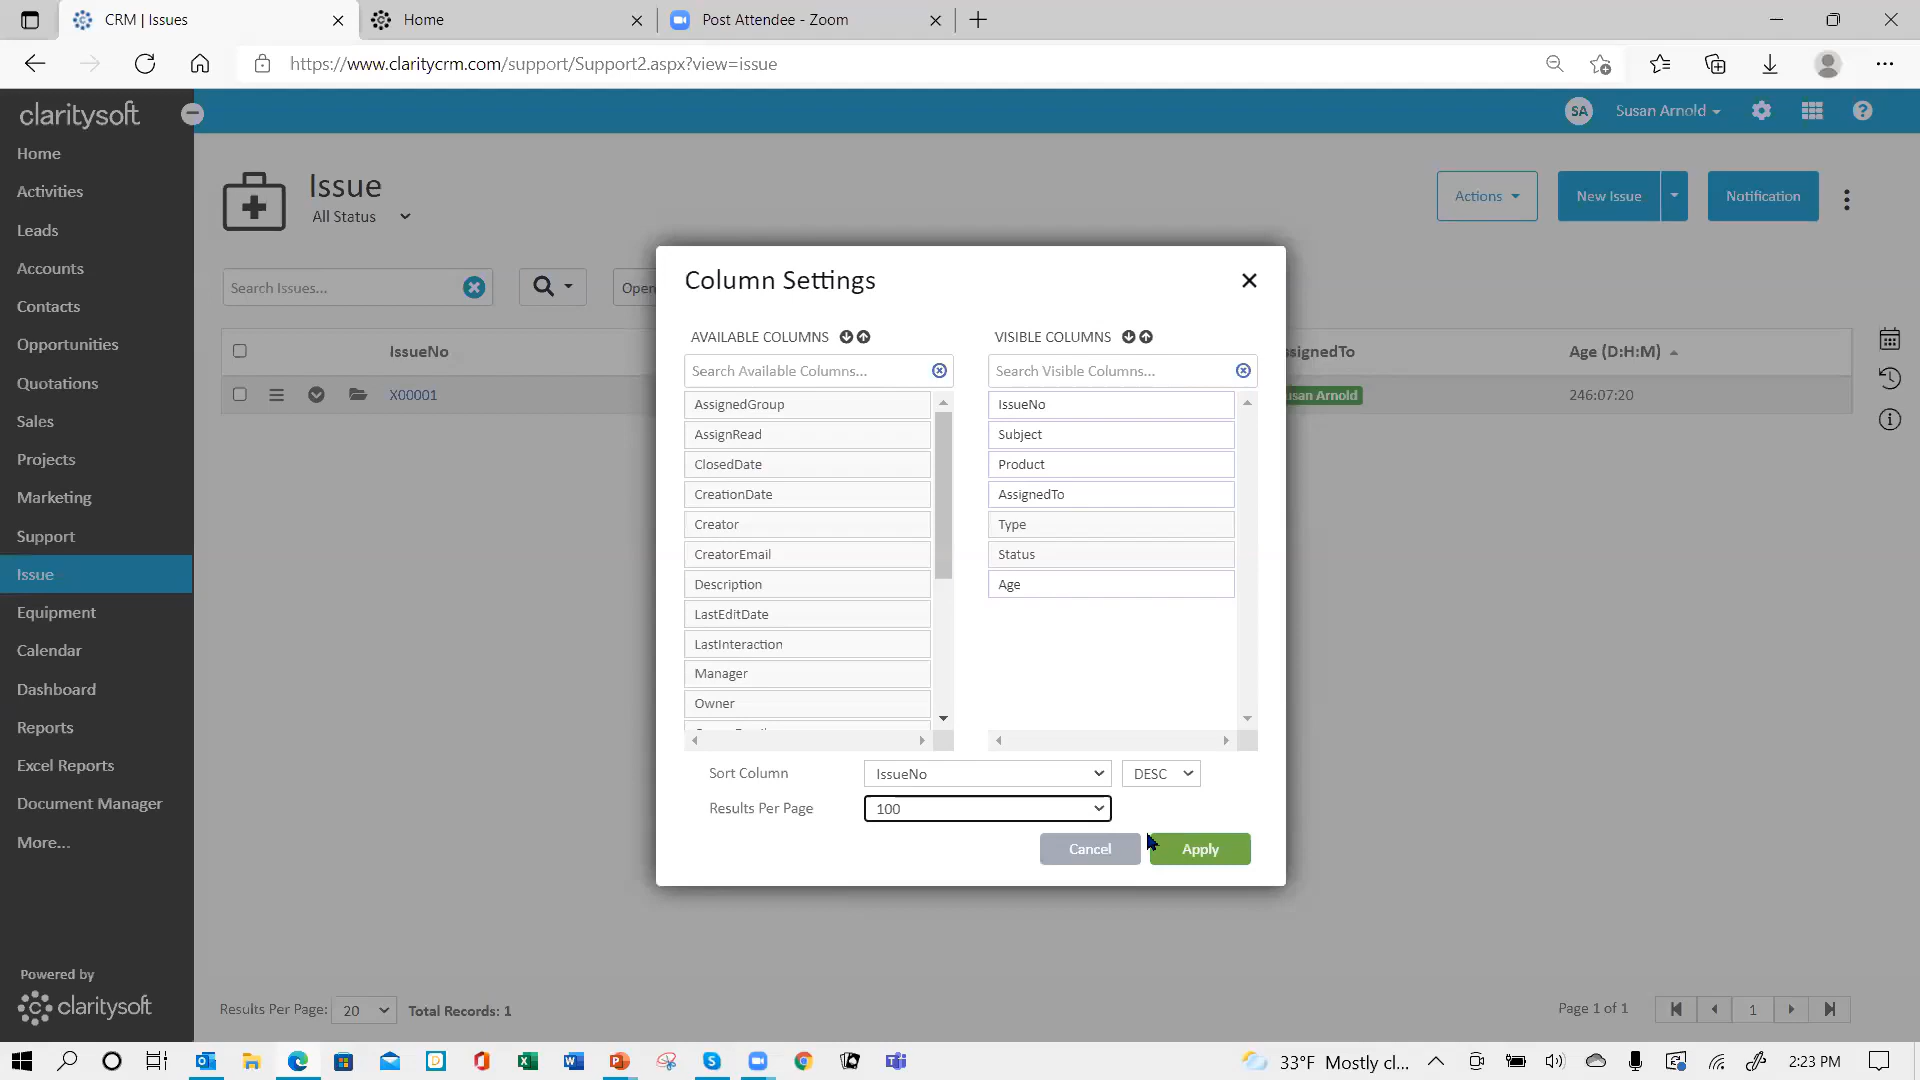 CRM | Issues
Home
Post Attendee - Zoom
https://www.claritycrm.com/support/Support2.aspx?view=issue
claritysoft
SA
Susan Arnold
Home
Activities
Leads
Accounts
Contacts
Opportunities
Quotations
Sales
Projects
Marketing
Support
Issue
Equipment
Calendar
Dashboard
Reports
Excel Reports
Document Manager
More...
Powered by
claritysoft
Issue
All Status
Actions
New Issue
Notification
Search Issues...
Open
IssueNo
ssignedTo
Age (D:H:M)
X00001
usan Arnold
246:07:20
Column Settings
AVAILABLE COLUMNS
VISIBLE COLUMNS
Search Available Columns...
Search Visible Columns...
AssignedGroup
AssignRead
ClosedDate
CreationDate
Creator
CreatorEmail
Description
LastEditDate
LastInteraction
Manager
Owner
IssueNo
Subject
Product
AssignedTo
Type
Status
Age
Sort Column
IssueNo
DESC
Results Per Page
100
Cancel
Apply
Results Per Page:
20
Total Records: 1
Page 1 of 1
1
33°F Mostly cl...
2:23 PM